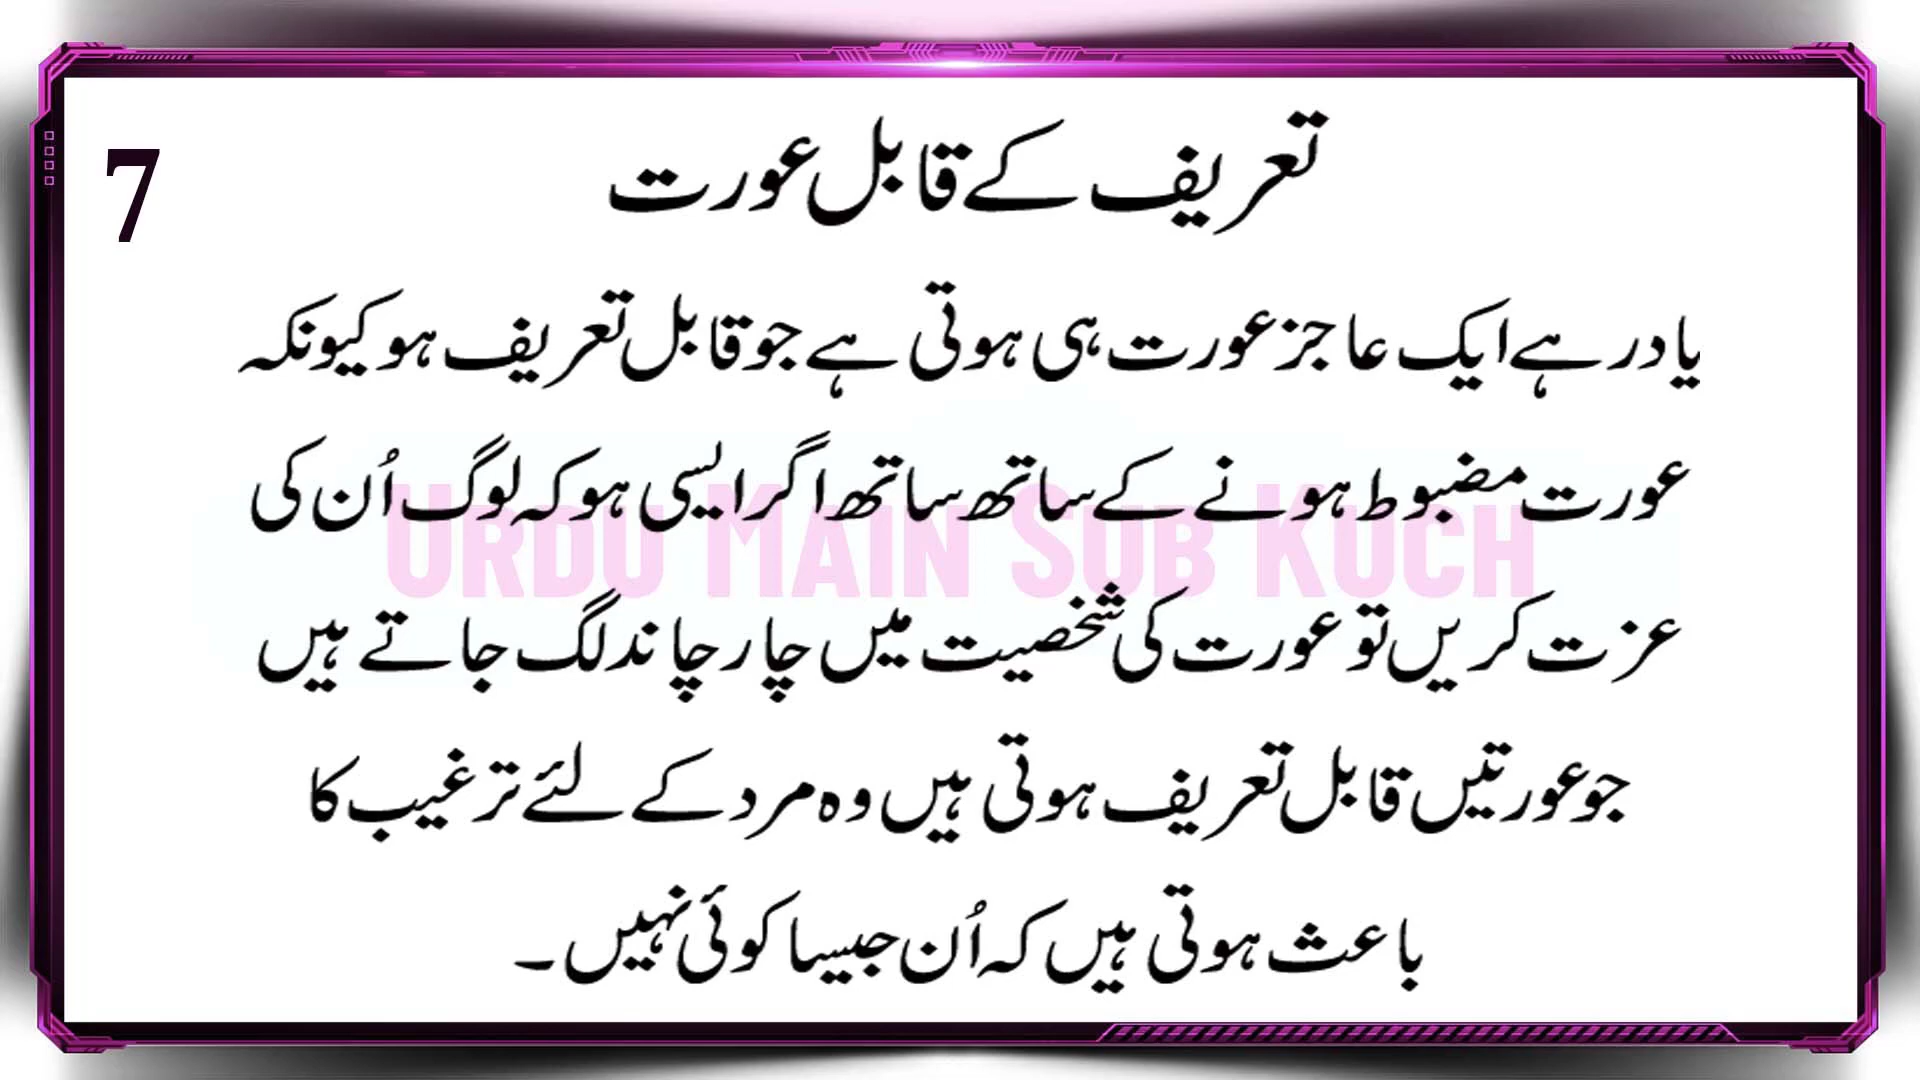 7
تعریف کے قابل عورت
یاد رہے ایک عاجز عورت ہی ہوتی ہے جو قابل تعریف ہو کیونکہ
عورت مضبوط ہونے کے ساتھ ساتھ اگر ایسی ہو کہ لوگ اُن کی
URDU MAIN SUB KUCH
عزت کریں تو عورت کی شخصیت میں چار چاند لگ جاتے ہیں
جو عورتیں قابل تعریف ہوتی ہیں وہ مرد کے لئے ترغیب کا
باعث ہوتی ہیں کہ اُن جیسا کوئی نہیں۔